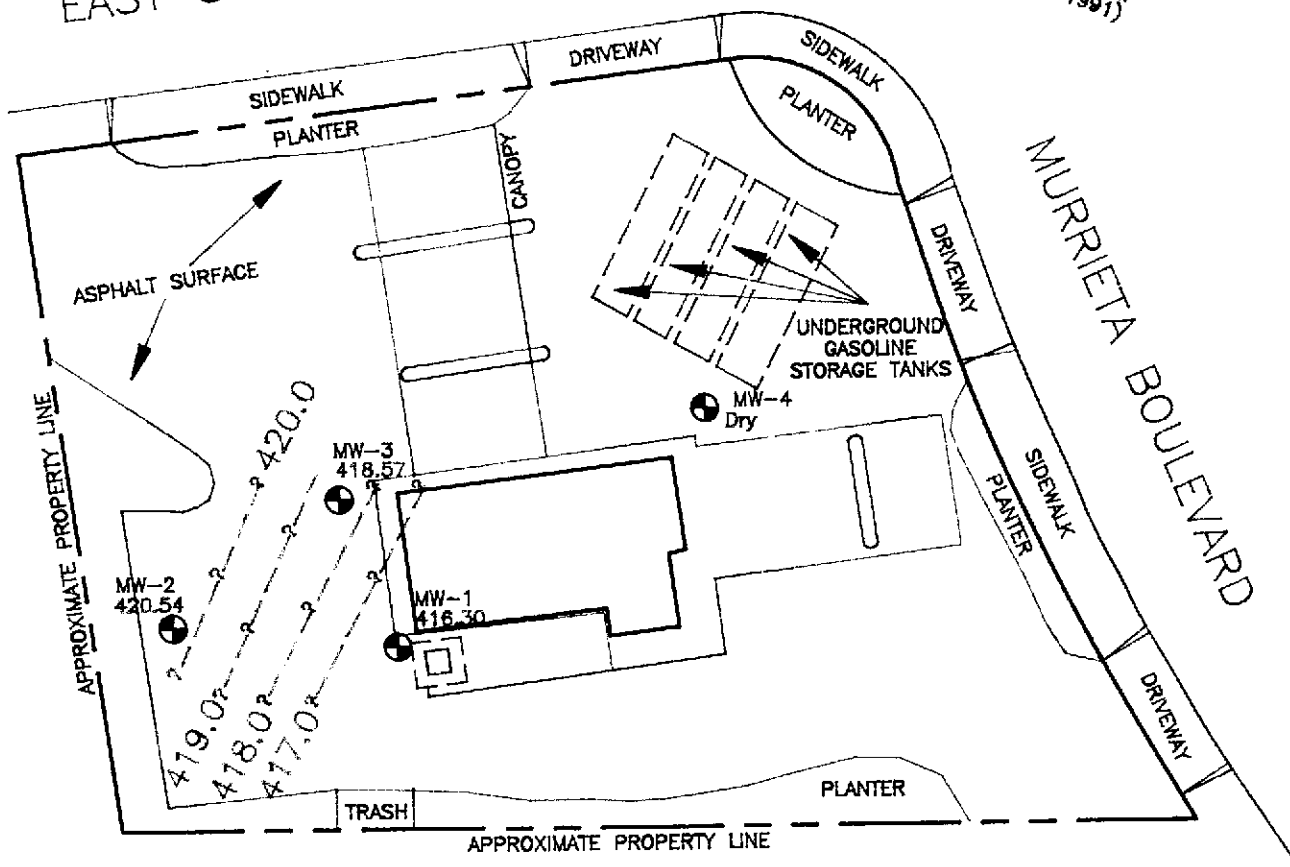 EAST
1991)
SIDEWALK
DRIVEWAY
SIDEWALK
PLANTER
PLANTER
CANOPY
MURRIETA BOULEVARD
ASPHALT SURFACE
DRIVEWAY
UNDERGROUND
GASOLINE
STORAGE TANKS
MW-4
Dry
420.0
MW-3
418.57
APPROXIMATE PROPERTY LINE
SIDEWALK
PLANTER
MW-2
420.54
MW-1
416.30
?
?
?
?
?
?
?
?
?
?
?
?
419.0
418.0
417.0
DRIVEWAY
TRASH
PLANTER
APPROXIMATE PROPERTY LINE